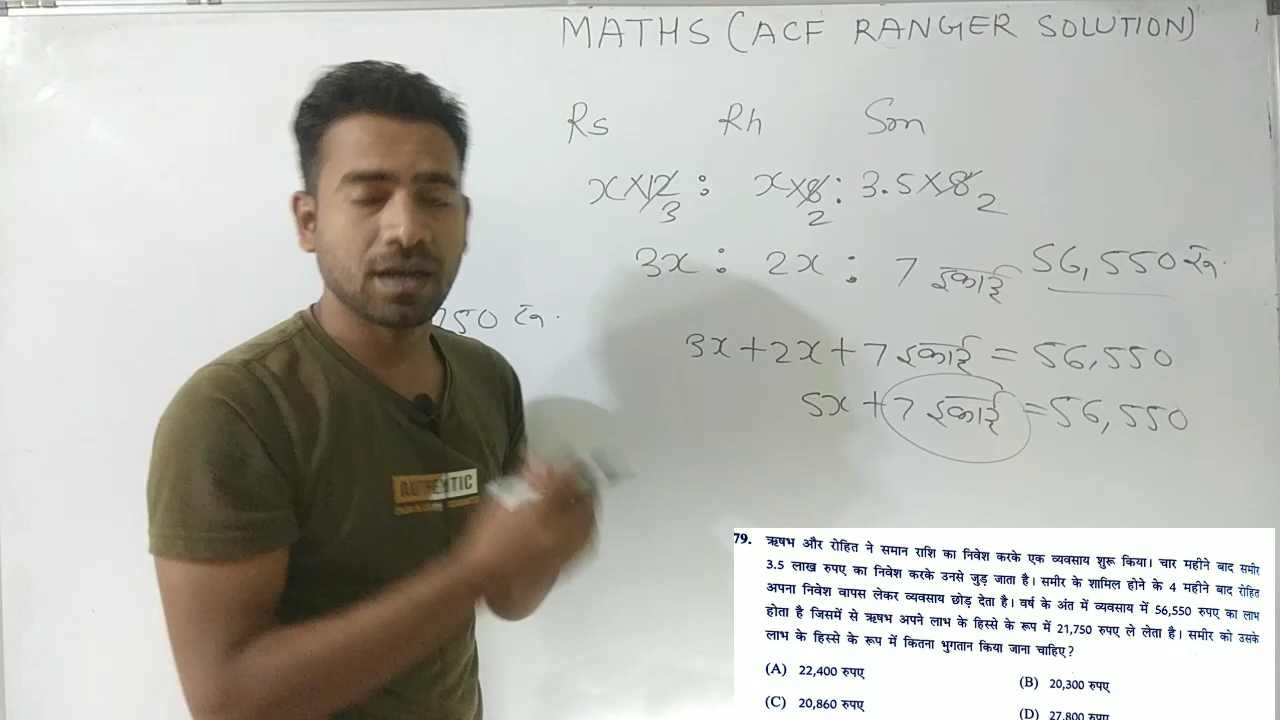 MATHS (ACF RANGER SOLUTION)
Rs Rh Sm
x×12 3 : x×8 2 : 3.5×8 2
3x : 2x : 7 इकाई 56,550 रु.
750 रु.
3x+2x+7 इकाई = 56,550
5x+7 इकाई =56,550
AUTHENTIC
79. ऋषभ और रोहित ने समान राशि का निवेश करके एक व्यवसाय शुरू किया। चार महीने बाद समीर
3.5 लाख रुपए का निवेश करके उनसे जुड़ जाता है। समीर के शामिल होने के 4 महीने बाद रोहित
अपना निवेश वापस लेकर व्यवसाय छोड़ देता है। वर्ष के अंत में व्यवसाय में 56,550 रुपए का लाभ
होता है जिसमें से ऋषभ अपने लाभ के हिस्से के रूप में 21,750 रुपए ले लेता है। समीर को उसके
लाभ के हिस्से के रूप में कितना भुगतान किया जाना चाहिए ?
(A) 22,400 रुपए
(B) 20,300 रुपए
(C) 20,860 रुपए
(D) 27,800 रुपए